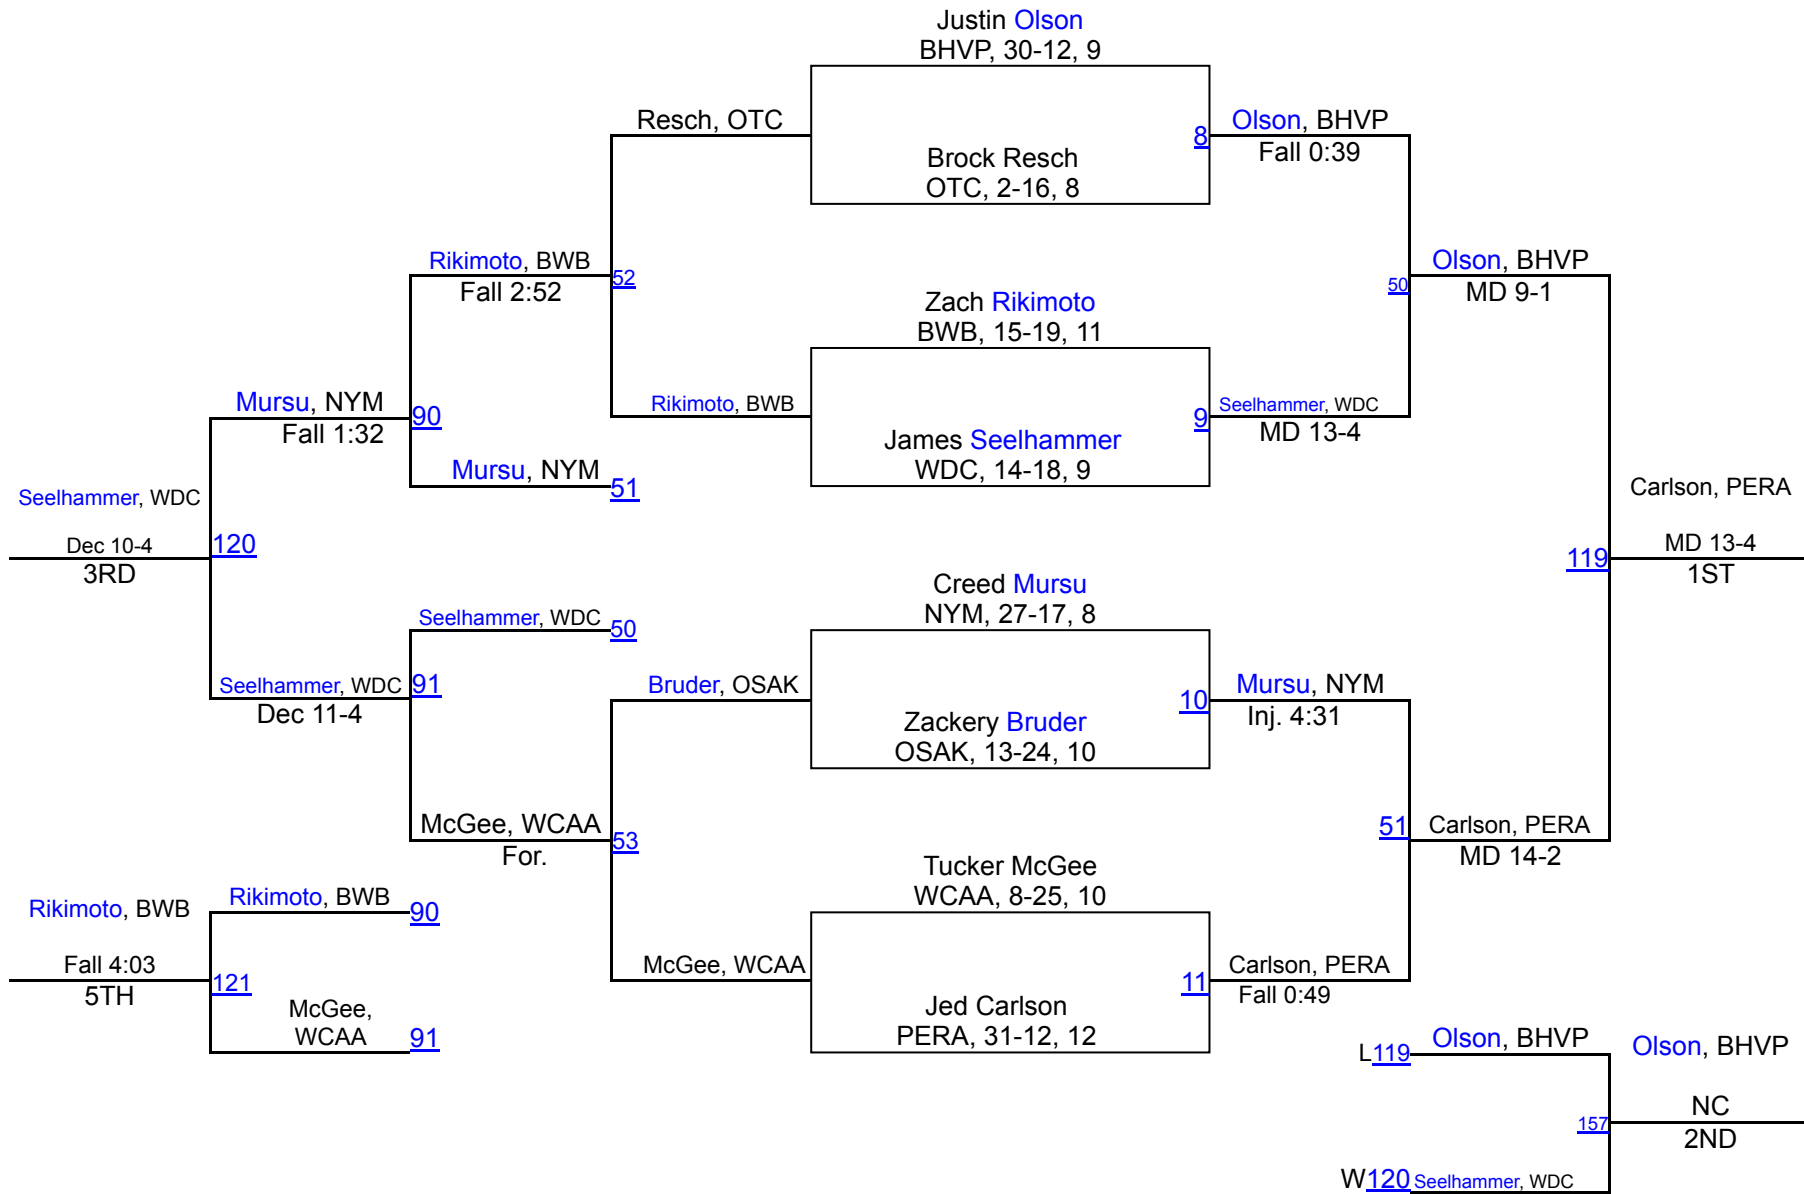 Justin Olson
BHVP, 30-12, 9
Resch, OTC
8
Olson, BHVP
Fall 0:39
Brock Resch
OTC, 2-16, 8
Rikimoto, BWB
Fall 2:52
52
50
Olson, BHVP
MD 9-1
Zach Rikimoto
BWB, 15-19, 11
Mursu, NYM
Fall 1:32
90
Rikimoto, BWB
9
Seelhammer, WDC
MD 13-4
James Seelhammer
WDC, 14-18, 9
Mursu, NYM
51
Seelhammer, WDC
Dec 10-4
3RD
120
Carlson, PERA
MD 13-4
1ST
119
Creed Mursu
NYM, 27-17, 8
Seelhammer, WDC
50
Seelhammer, WDC
Dec 11-4
91
Bruder, OSAK
10
Mursu, NYM
Inj. 4:31
Zackery Bruder
OSAK, 13-24, 10
McGee, WCAA
For.
53
51
Carlson, PERA
MD 14-2
Tucker McGee
WCAA, 8-25, 10
Rikimoto, BWB
Rikimoto, BWB
90
Fall 4:03
5TH
121
McGee, WCAA
11
Carlson, PERA
Fall 0:49
McGee,
WCAA
91
Jed Carlson
PERA, 31-12, 12
L119
Olson, BHVP
Olson, BHVP
157
NC
2ND
W120
Seelhammer, WDC